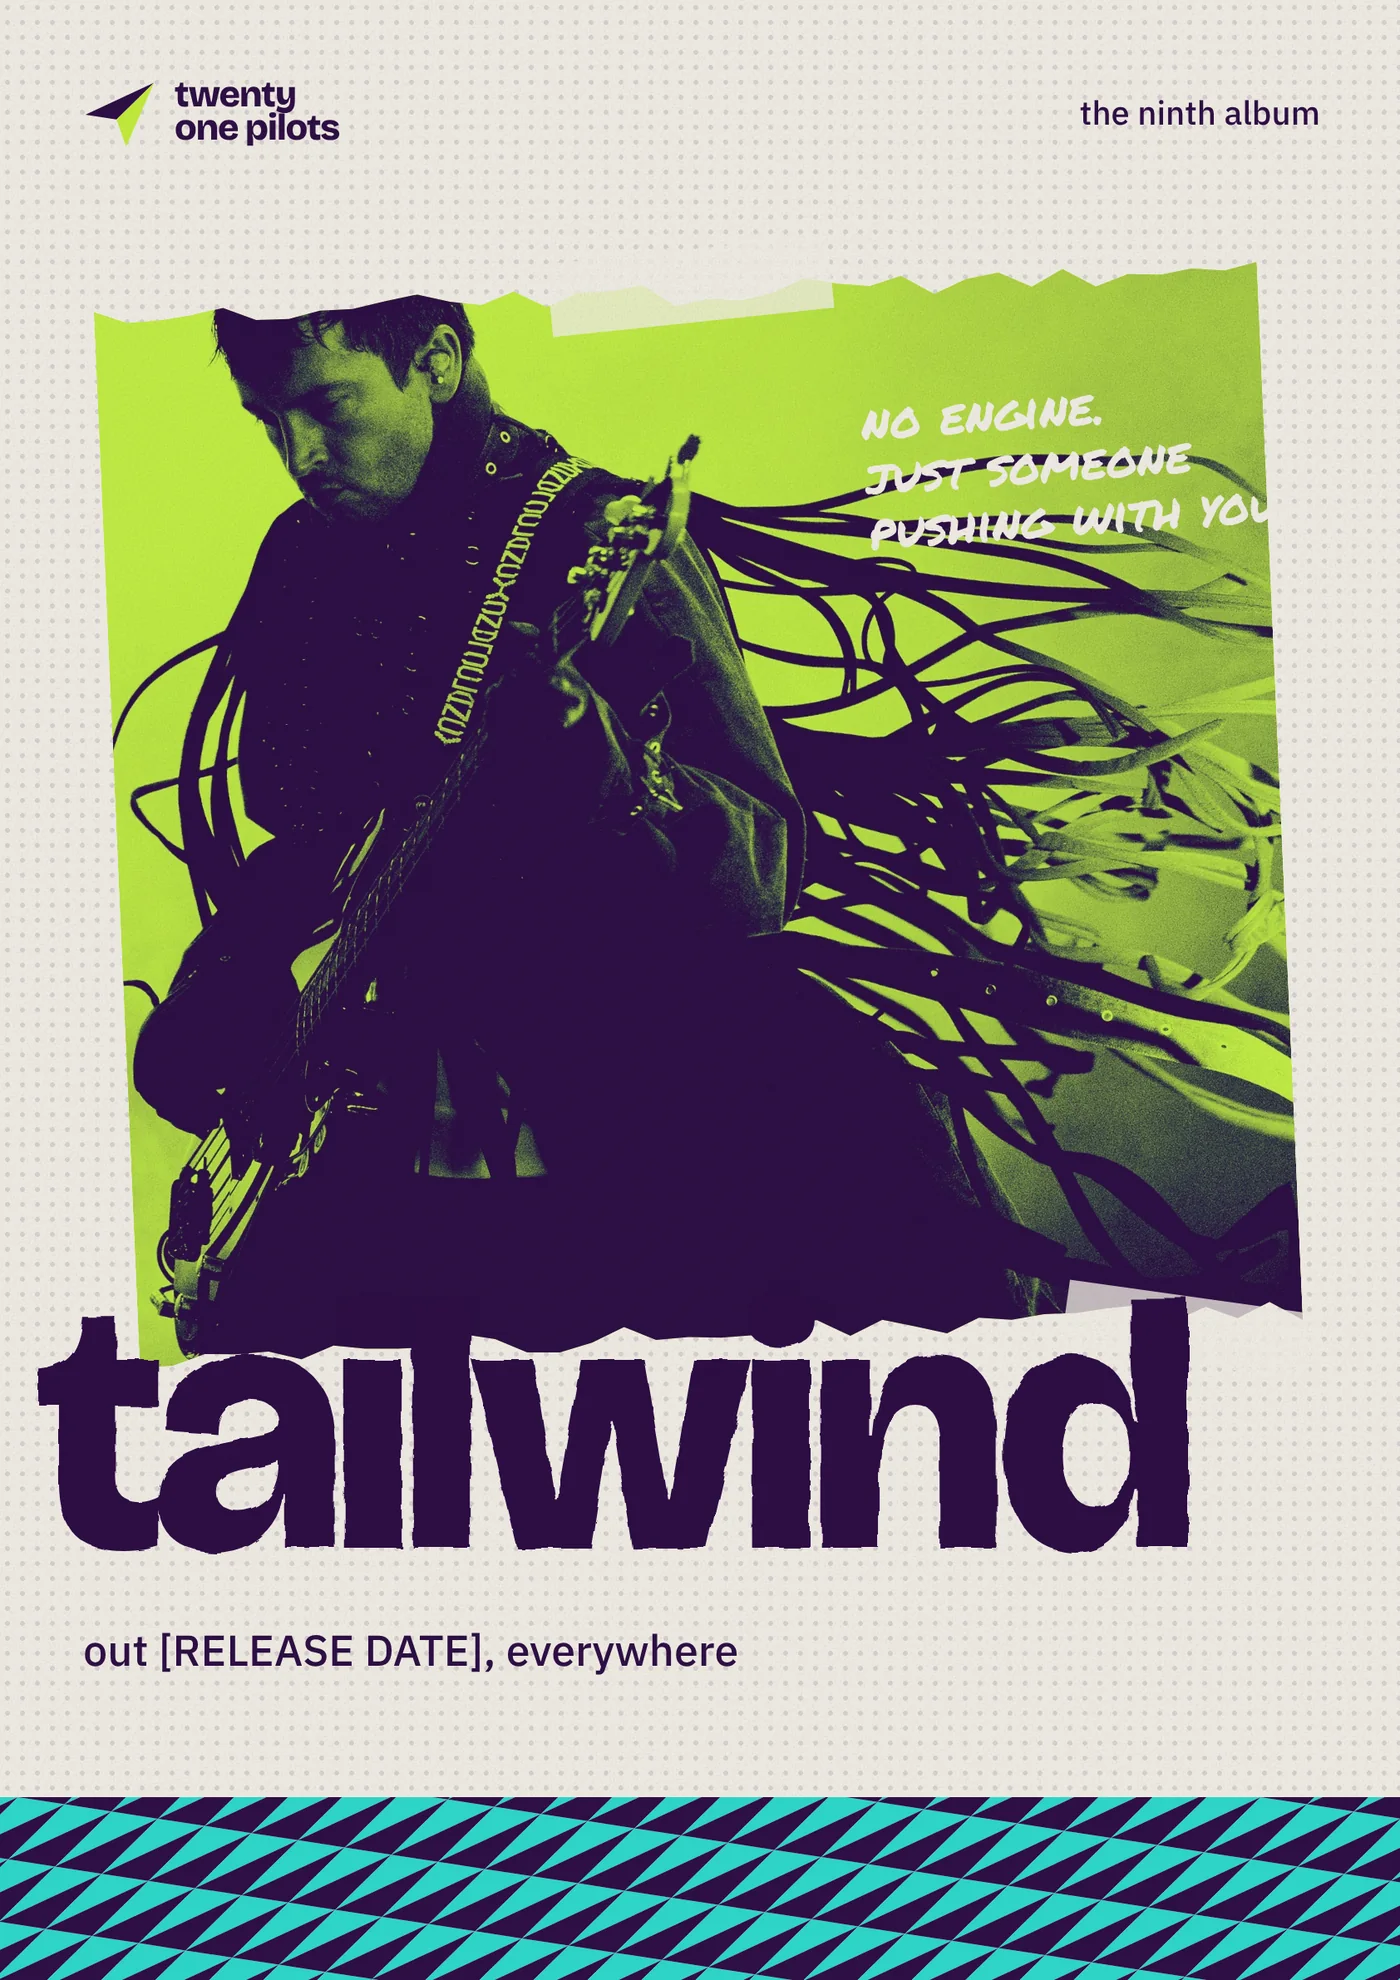 twenty
one pilots
the ninth album
NO ENGINE.
JUST SOMEONE
PUSHING WITH YOU
tailwind
out [RELEASE DATE], everywhere